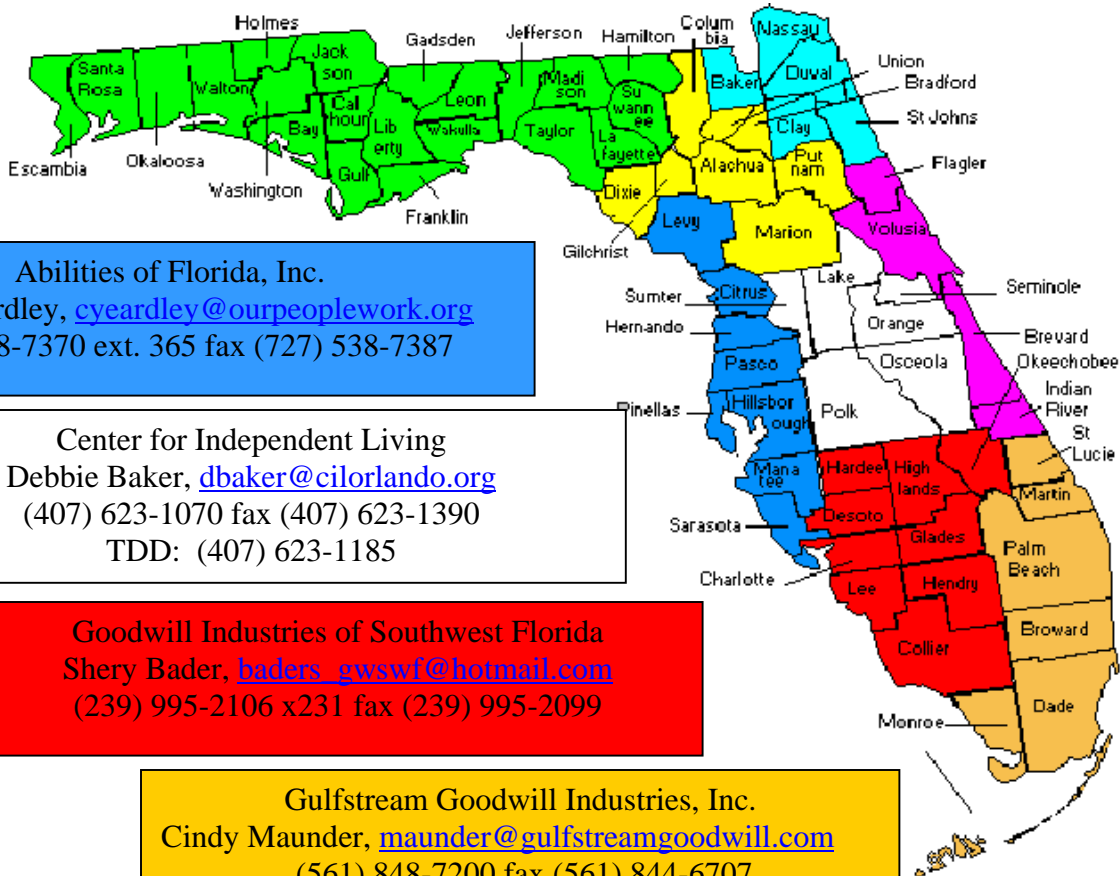 Holmes
Gadsden
Jefferson
Hamilton
Colum
bia
Nassau
Santa
Rosa
Walton
Jack
son
Cal
houn
Bay
Lib
erty
Gulf
Leon
Wakulla
Madi
son
Taylor
Su
wann
ee
La
fayette
Baker
Duval
Union
Bradford
Clay
St Johns
Escambia
Okaloosa
Washington
Franklin
Dixie
Alachua
Put
nam
Flagler
Gilchrist
Levy
Marion
Volusia
Abilities of Florida, Inc.
rdley, cyeardley@ourpeoplework.org
8-7370 ext. 365 fax (727) 538-7387
Sumter
Citrus
Lake
Seminole
Hernando
Orange
Brevard
Pasco
Osceola
Okeechobee
Pinellas
Hillsbor
ough
Polk
Indian
River
St
Lucie
Center for Independent Living
Debbie Baker, dbaker@cilorlando.org
(407) 623-1070 fax (407) 623-1390
TDD: (407) 623-1185
Mana
tee
Hardee
High
lands
Martin
Sarasota
Desoto
Glades
Palm
Beach
Charlotte
Lee
Hendry
Goodwill Industries of Southwest Florida
Shery Bader, baders_gwswf@hotmail.com
(239) 995-2106 x231 fax (239) 995-2099
Broward
Collier
Dade
Monroe
Gulfstream Goodwill Industries, Inc.
Cindy Maunder, maunder@gulfstreamgoodwill.com
(561) 848-7200 fax (561) 844-6707